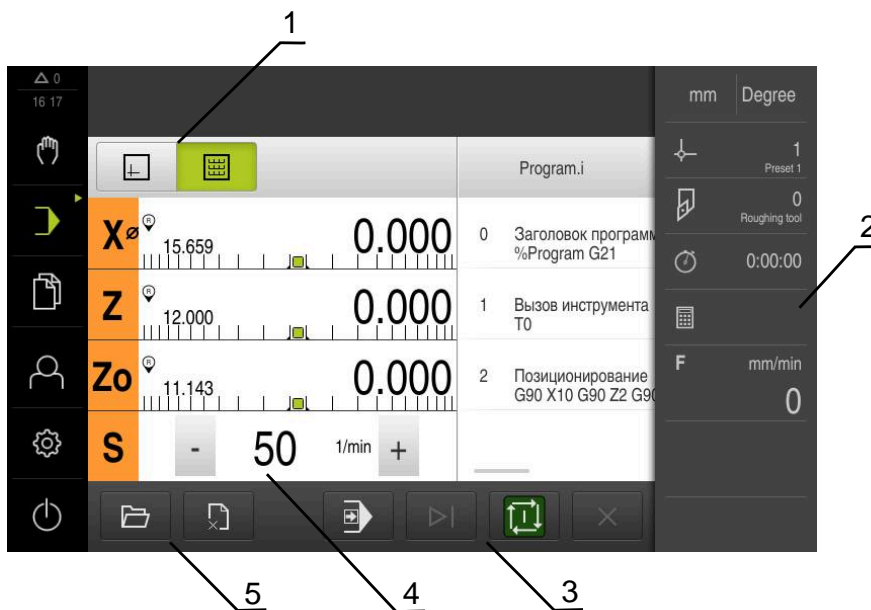 1
0
16 17
mm Degree
1
Preset 1
Program.i
0
Roughing tool
X⌀ R 15.659 0.000
0 Заголовок програм
%Program G21
2
0:00:00
Z R 12.000 0.000
1 Вызов инструмента
T0
Zo R 11.143 0.000
2 Позиционирование
G90 X10 G90 Z2 G90
F mm/min
0
S - 50 1/min +
5
4
3